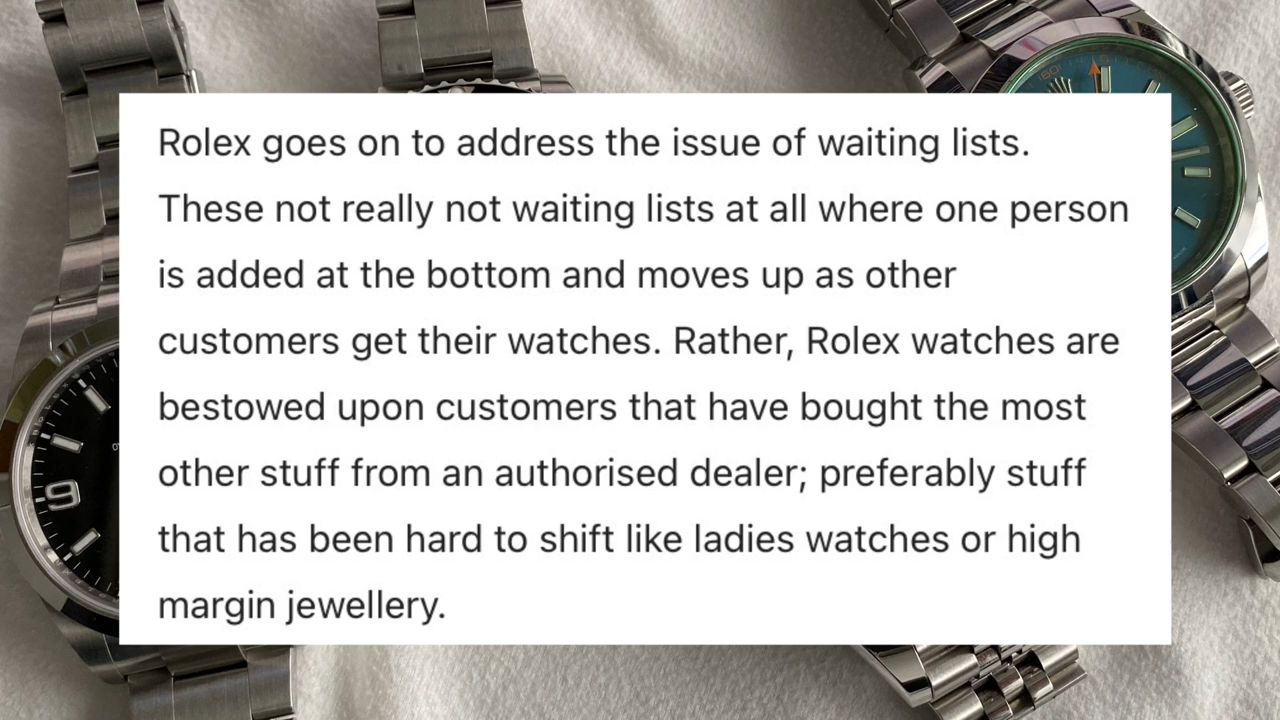 Rolex goes on to address the issue of waiting lists.
These not really not waiting lists at all where one person
is added at the bottom and moves up as other
customers get their watches. Rather, Rolex watches are
bestowed upon customers that have bought the most
other stuff from an authorised dealer; preferably stuff
that has been hard to shift like ladies watches or high
margin jewellery.
9
60